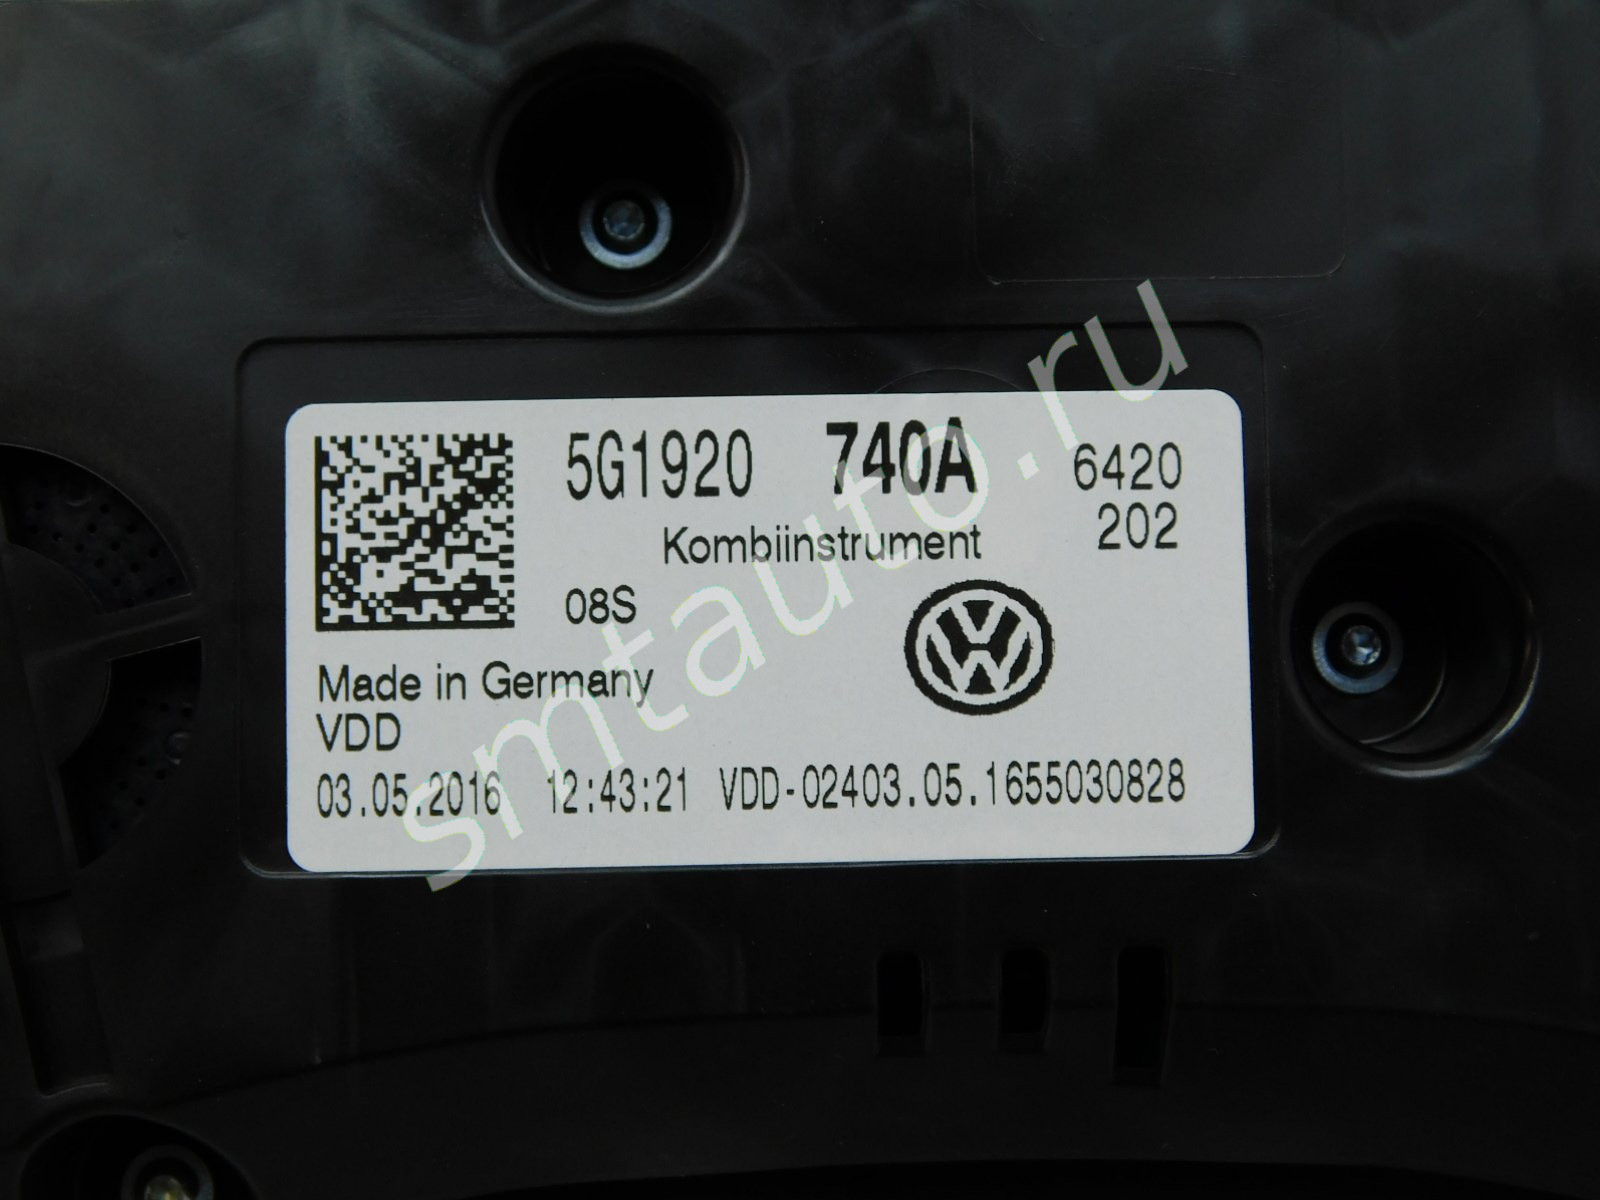 5G1920 740A 6420
202
Kombiinstrument
08S
Made in Germany
VDD
03.05.2016 12:43:21 VDD-02403.05.1655030828
smtauto.ru